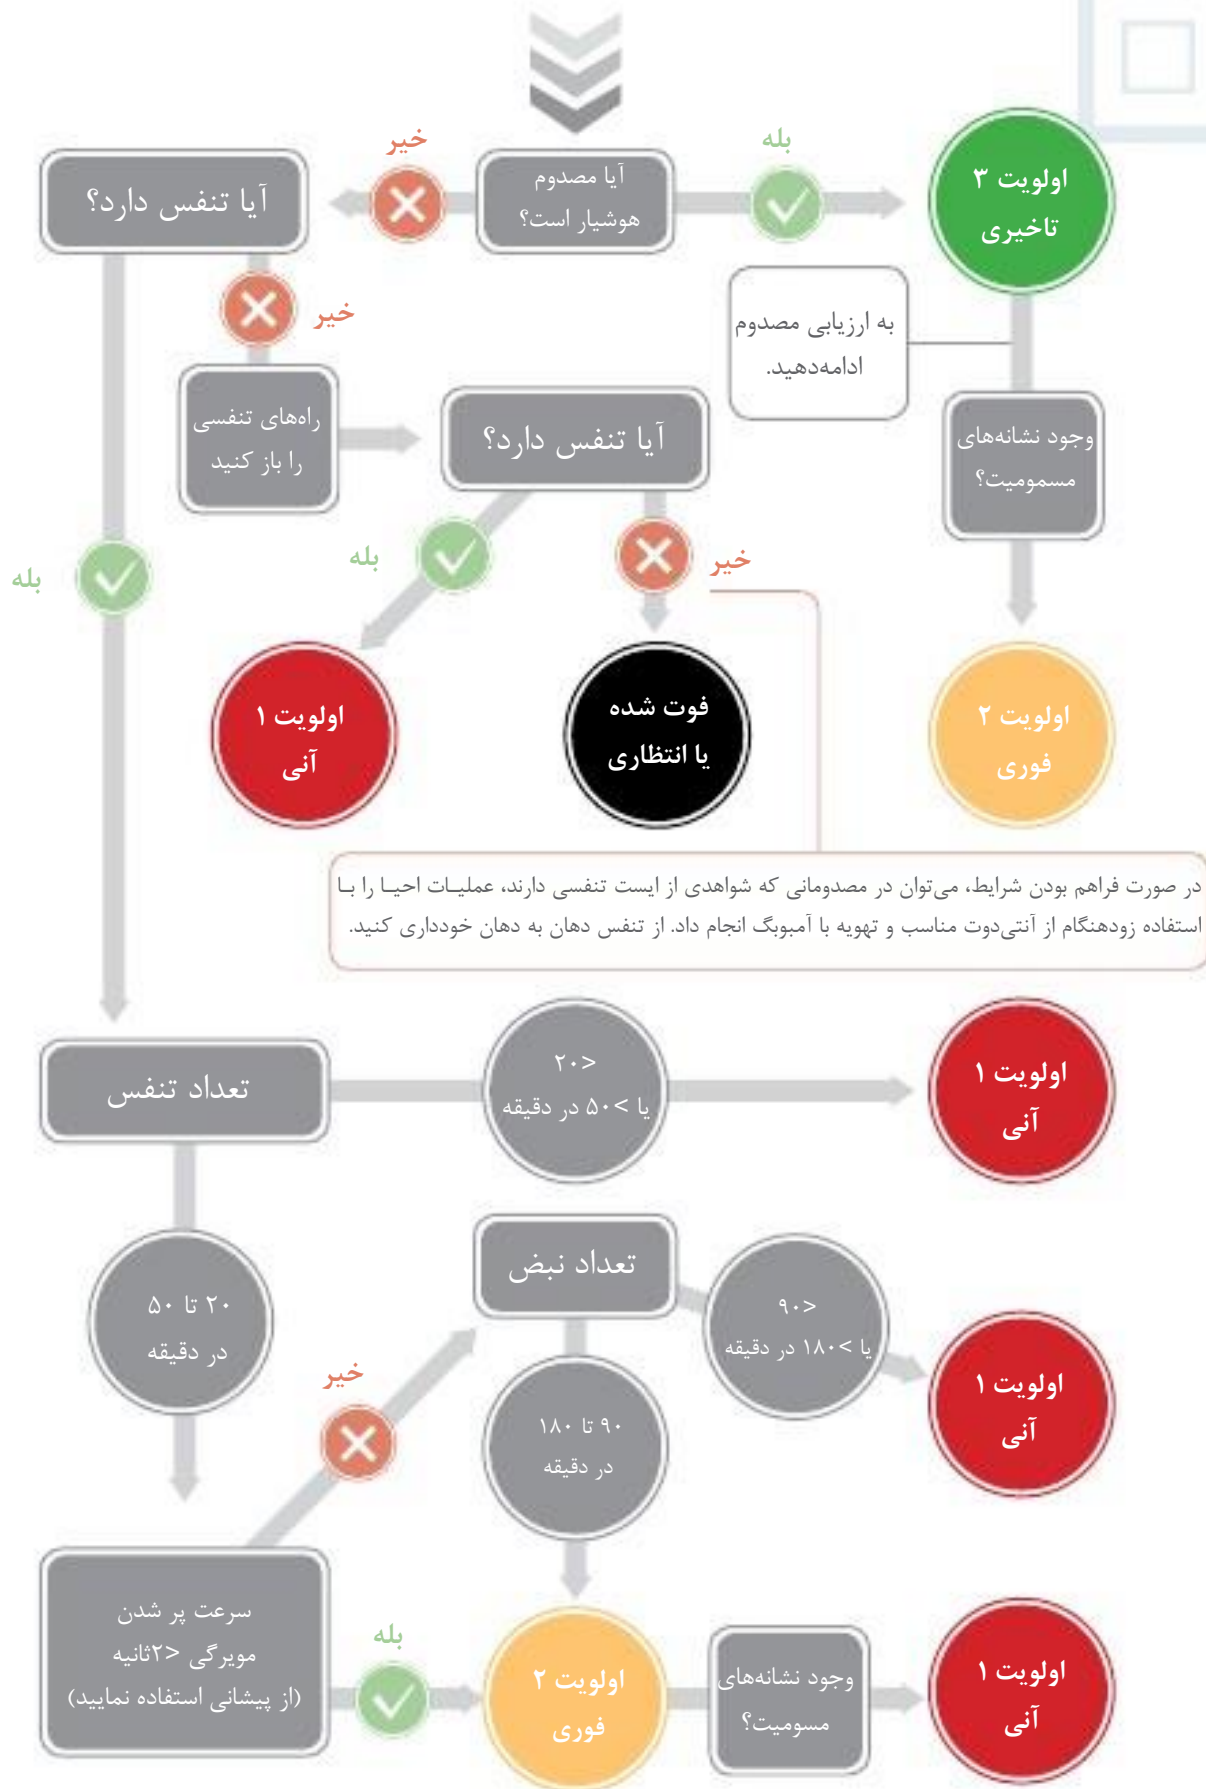 خیر
بله
آیا تنفس دارد؟
آیا مصدوم
هوشیار است؟
اولویت ۳
تاخیری
خیر
به ارزیابی مصدوم
ادامه‌دهید.
راه‌های تنفسی
را باز کنید
آیا تنفس دارد؟
وجود نشانه‌های
مسمومیت؟
بله
بله
خیر
اولویت ۱
آنی
فوت شده
یا انتظاری
اولویت ۲
فوری
در صورت فراهم بودن شرایط، می‌توان در مصدومانی که شواهدی از ایست تنفسی دارند، عملیات احیا را با
استفاده زودهنگام از آنتی‌دوت مناسب و تهویه با آمبوبگ انجام داد. از تنفس دهان به دهان خودداری کنید.
تعداد تنفس
<۲۰
یا >۵۰ در دقیقه
اولویت ۱
آنی
۲۰ تا ۵۰
در دقیقه
تعداد نبض
<۹۰
یا >۱۸۰ در دقیقه
اولویت ۱
آنی
خیر
۹۰ تا ۱۸۰
در دقیقه
سرعت پر شدن
مویرگی <۲ثانیه
(از پیشانی استفاده نمایید)
بله
اولویت ۲
فوری
وجود نشانه‌های
مسومیت؟
اولویت ۱
آنی